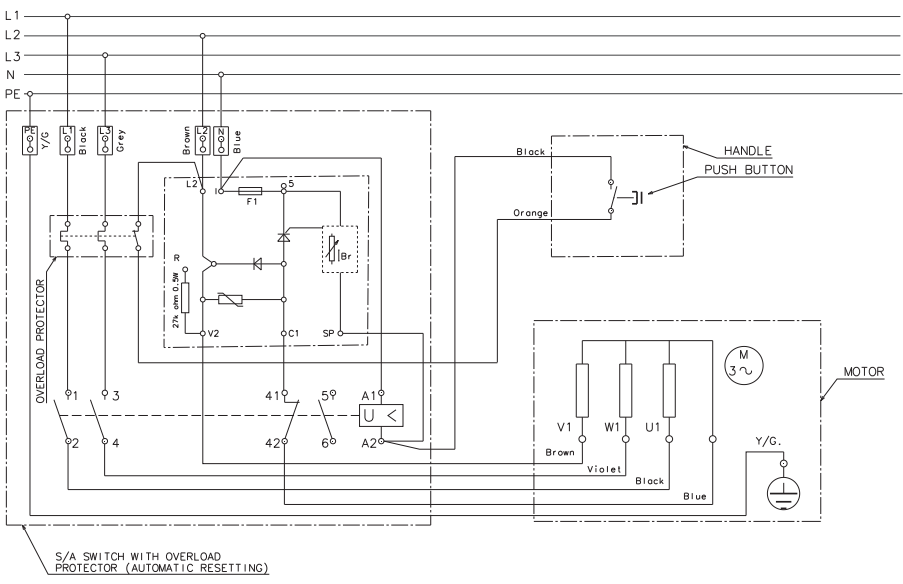 L1
L2
L3
N
PE
PE
Y/G
L1
Black
L3
Grey
Brown
L2
N
Blue
L2
I
F1
5
Black
HANDLE
PUSH BUTTON
Orange
R
27k ohm 0.5W
Br
V2
C1
SP
OVERLOAD PROTECTOR
1
3
41
5
A1
U <
2
4
42
6
A2
M
3~
MOTOR
V1
W1
U1
Brown
Violet
Black
Blue
Y/G.
S/A SWITCH WITH OVERLOAD
PROTECTOR (AUTOMATIC RESETTING)